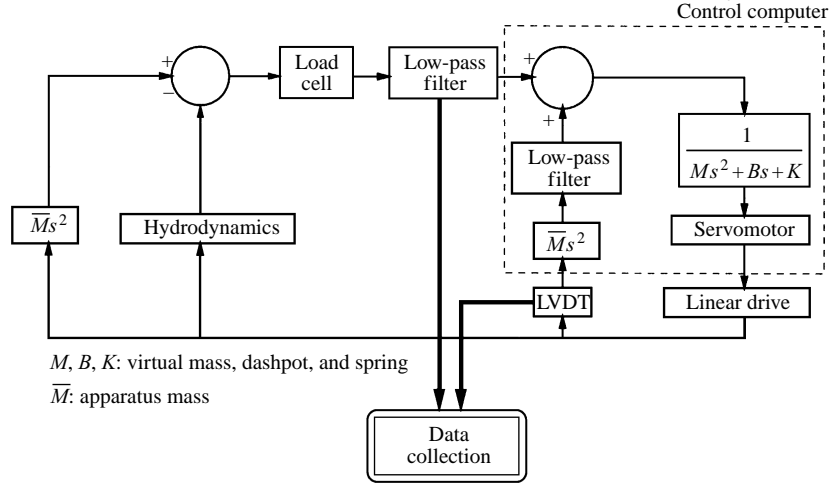 Control computer
+
−
Load
cell
Low-pass
filter
+
+
Low-pass
filter
1
Ms² + Bs + K
M̅s²
Hydrodynamics
M̅s²
Servomotor
LVDT
Linear drive
M, B, K: virtual mass, dashpot, and spring
M̅: apparatus mass
Data
collection